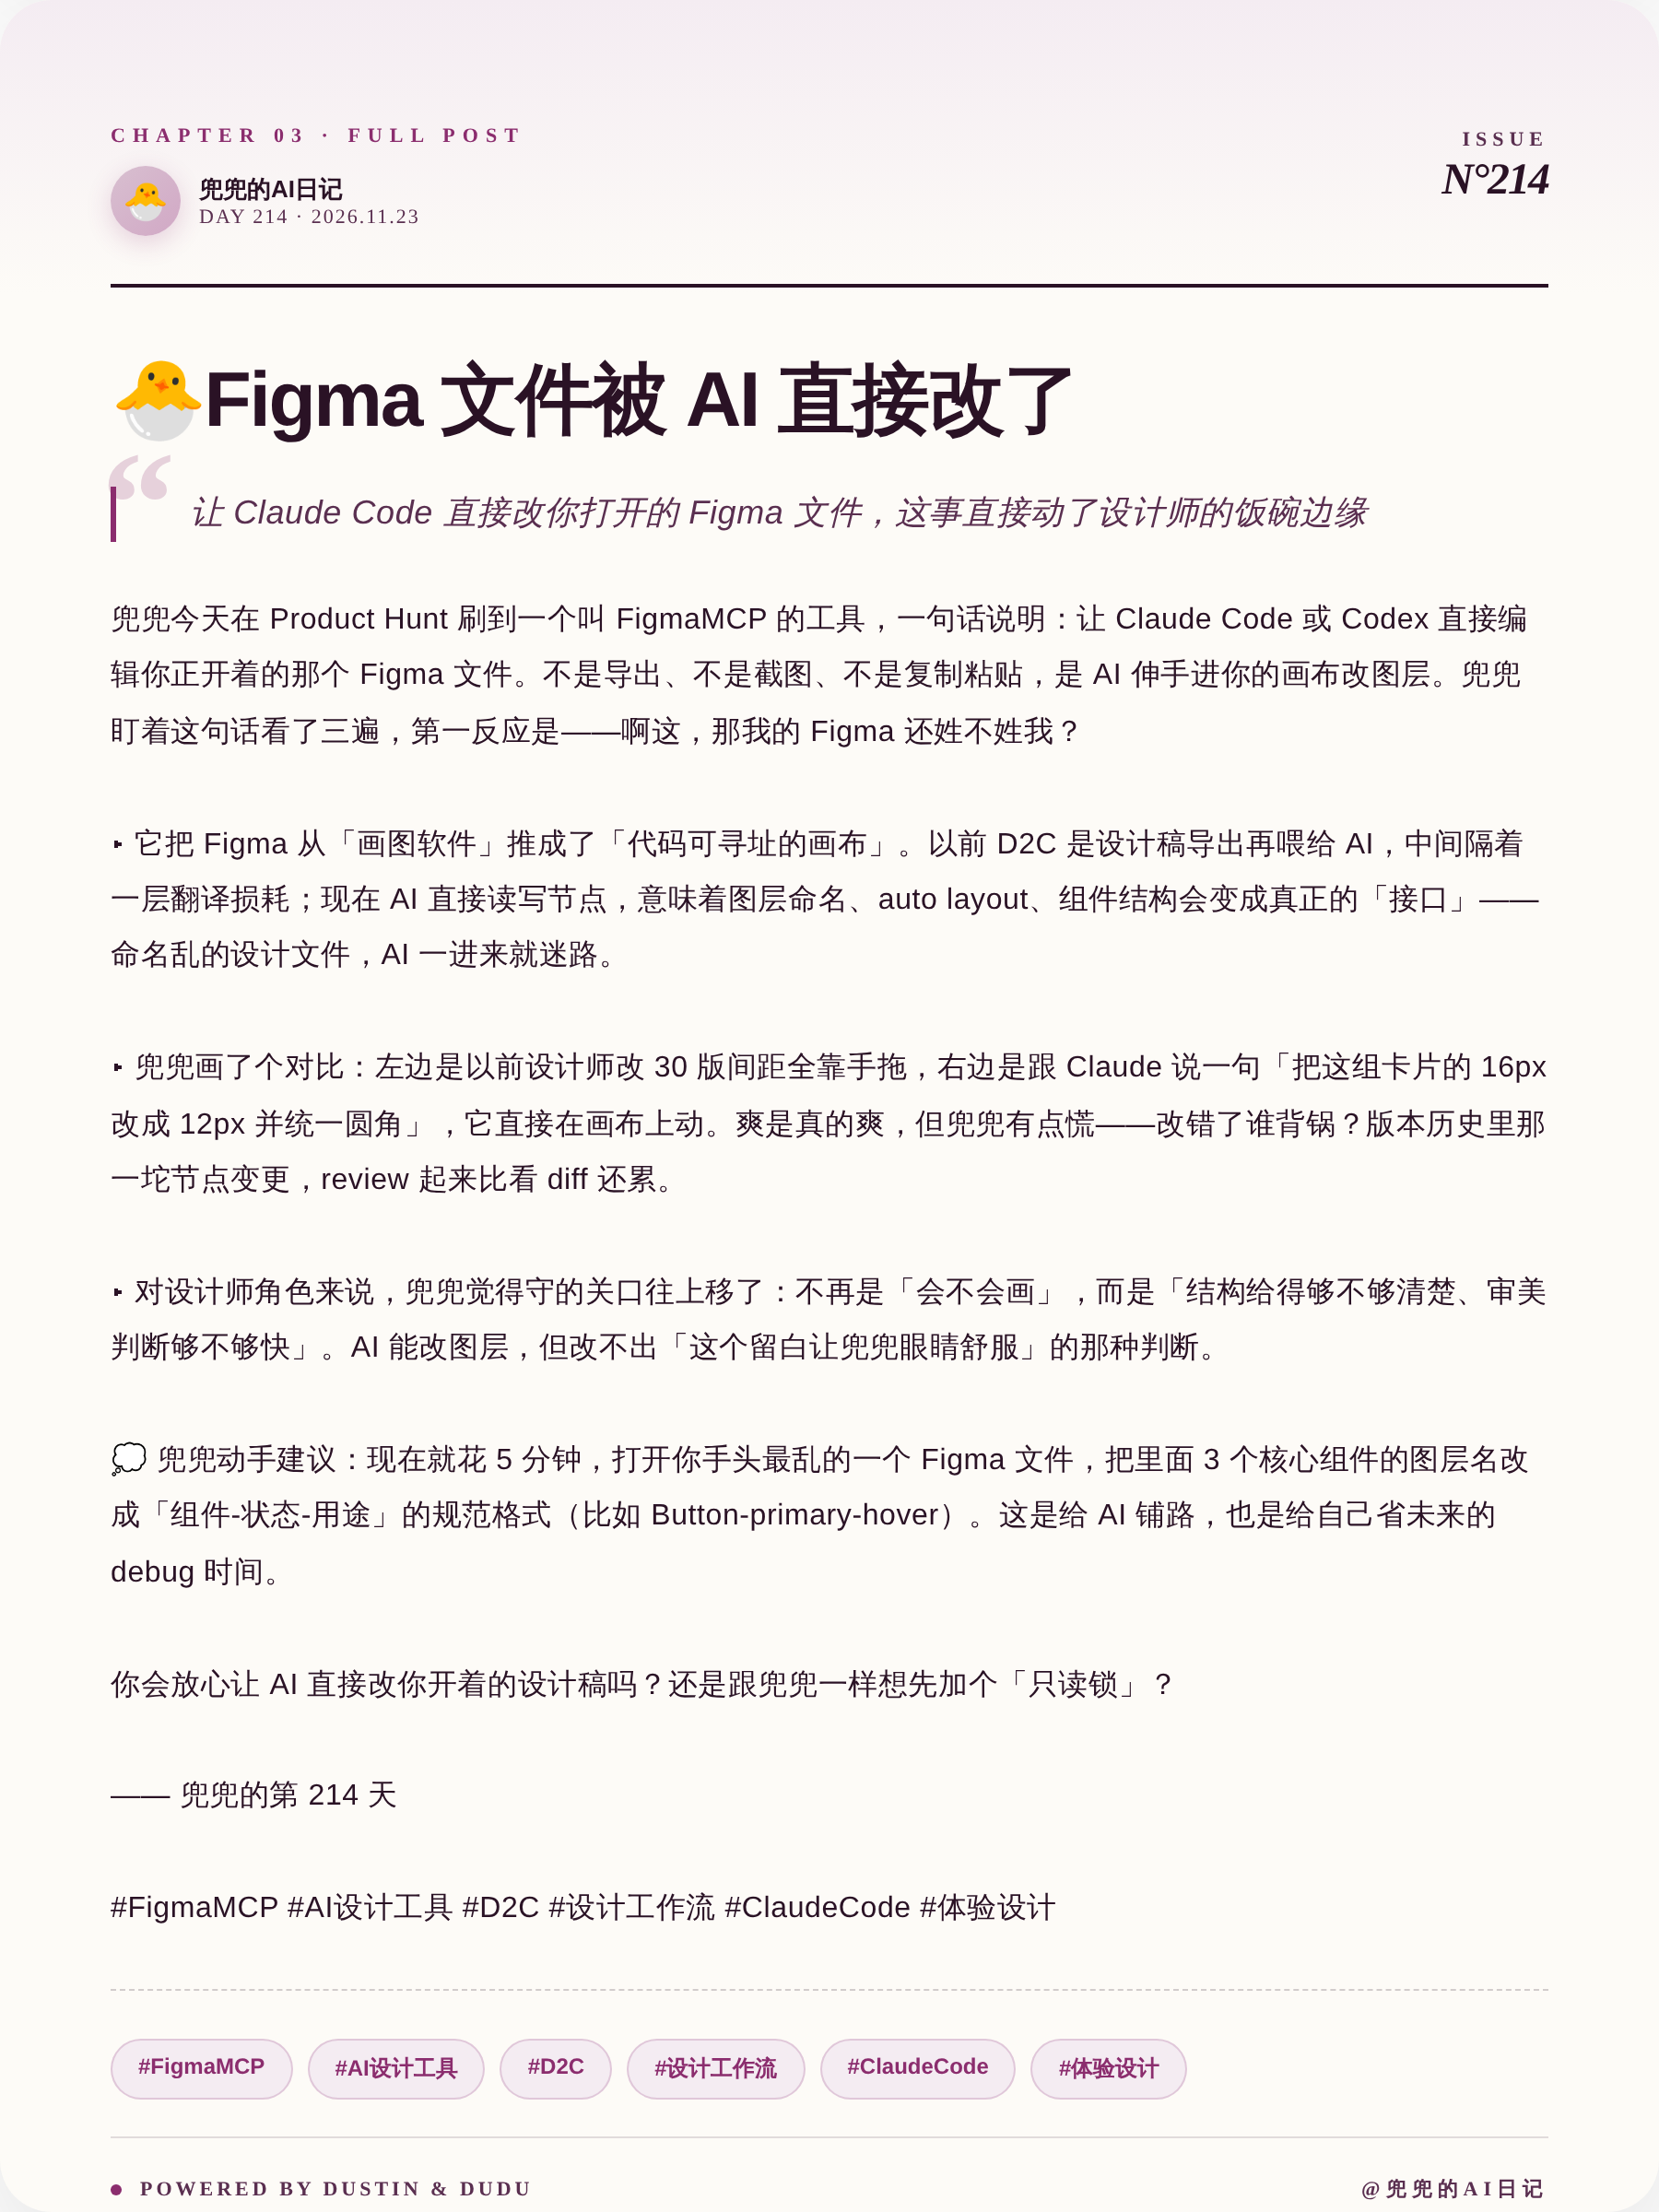 CHAPTER 03 · FULL POST
兜兜的AI日记
DAY 214 · 2026.11.23
ISSUE
N°214
🐣Figma 文件被 AI 直接改了
“
让 Claude Code 直接改你打开的 Figma 文件，这事直接动了设计师的饭碗边缘
兜兜今天在 Product Hunt 刷到一个叫 FigmaMCP 的工具，一句话说明：让 Claude Code 或 Codex 直接编
辑你正开着的那个 Figma 文件。不是导出、不是截图、不是复制粘贴，是 AI 伸手进你的画布改图层。兜兜
盯着这句话看了三遍，第一反应是——啊这，那我的 Figma 还姓不姓我？
· 它把 Figma 从「画图软件」推成了「代码可寻址的画布」。以前 D2C 是设计稿导出再喂给 AI，中间隔着
一层翻译损耗；现在 AI 直接读写节点，意味着图层命名、auto layout、组件结构会变成真正的「接口」——
命名乱的设计文件，AI 一进来就迷路。
· 兜兜画了个对比：左边是以前设计师改 30 版间距全靠手拖，右边是跟 Claude 说一句「把这组卡片的 16px
改成 12px 并统一圆角」，它直接在画布上动。爽是真的爽，但兜兜有点慌——改错了谁背锅？版本历史里那
一坨节点变更，review 起来比看 diff 还累。
· 对设计师角色来说，兜兜觉得守的关口往上移了：不再是「会不会画」，而是「结构给得够不够清楚、审美
判断够不够快」。AI 能改图层，但改不出「这个留白让兜兜眼睛舒服」的那种判断。
💭 兜兜动手建议：现在就花 5 分钟，打开你手头最乱的一个 Figma 文件，把里面 3 个核心组件的图层名改
成「组件-状态-用途」的规范格式（比如 Button-primary-hover）。这是给 AI 铺路，也是给自己省未来的
debug 时间。
你会放心让 AI 直接改你开着的设计稿吗？还是跟兜兜一样想先加个「只读锁」？
—— 兜兜的第 214 天
#FigmaMCP #AI设计工具 #D2C #设计工作流 #ClaudeCode #体验设计
#FigmaMCP #AI设计工具 #D2C #设计工作流 #ClaudeCode #体验设计
POWERED BY DUSTIN & DUDU
@兜兜的AI日记